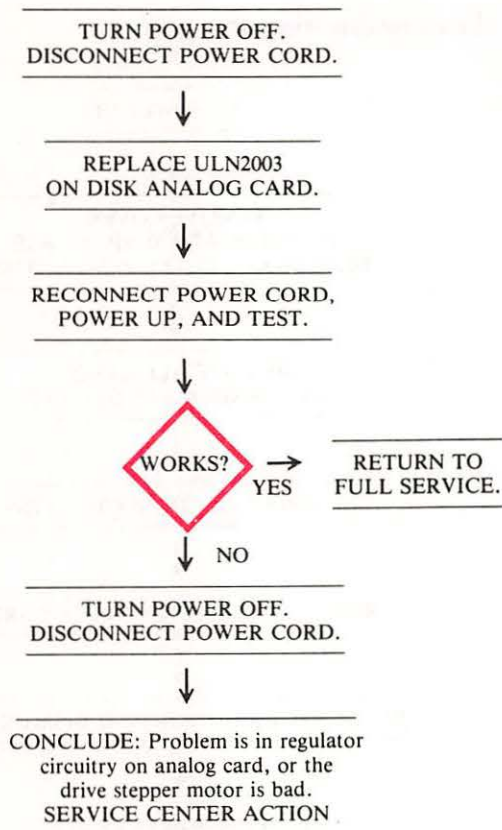 TURN POWER OFF.
DISCONNECT POWER CORD.
REPLACE ULN2003
ON DISK ANALOG CARD.
RECONNECT POWER CORD,
POWER UP, AND TEST.
WORKS?
YES
RETURN TO
FULL SERVICE.
NO
TURN POWER OFF.
DISCONNECT POWER CORD.
CONCLUDE: Problem is in regulator
circuitry on analog card, or the
drive stepper motor is bad.
SERVICE CENTER ACTION